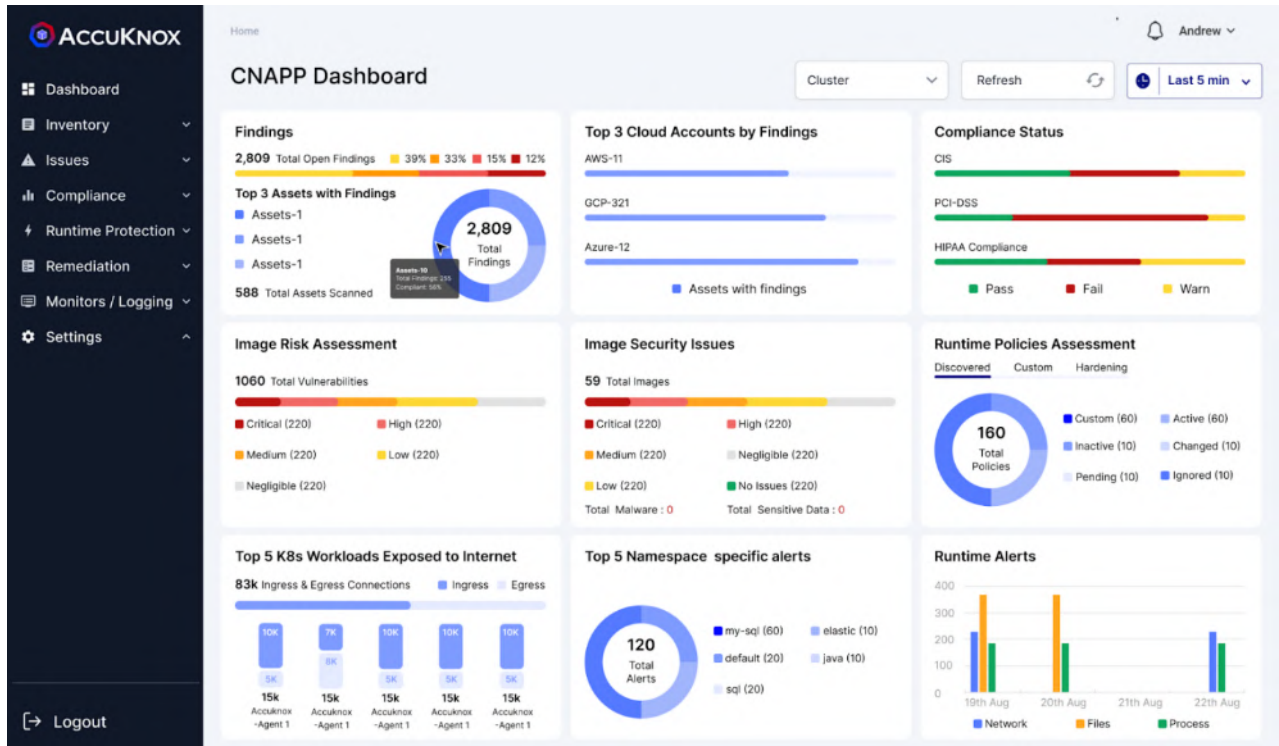 ACCUKNOX
Dashboard
Inventory
Issues
Compliance
Runtime Protection
Remediation
Monitors / Logging
Settings
Logout
Home
Andrew
CNAPP Dashboard
Cluster
Refresh
Last 5 min
Findings
2,809 Total Open Findings 39% 33% 15% 12%
Top 3 Assets with Findings
Assets-1
Assets-1
Assets-1
2,809
Total
Findings
Assets-10
Total Findings: 255
Compliant: 56%
588 Total Assets Scanned
Top 3 Cloud Accounts by Findings
AWS-11
GCP-321
Azure-12
Assets with findings
Compliance Status
CIS
PCI-DSS
HIPAA Compliance
Pass Fail Warn
Image Risk Assessment
1060 Total Vulnerabilities
Critical (220) High (220)
Medium (220) Low (220)
Negligible (220)
Image Security Issues
59 Total Images
Critical (220) High (220)
Medium (220) Negligible (220)
Low (220) No Issues (220)
Total Malware : 0 Total Sensitive Data : 0
Runtime Policies Assessment
Discovered Custom Hardening
160
Total
Policies
Custom (60) Active (60)
Inactive (10) Changed (10)
Pending (10) Ignored (10)
Top 5 K8s Workloads Exposed to Internet
83k Ingress & Egress Connections Ingress Egress
10K 7K 10K 10K 10K
8K
5K 5K 5K 5K
15k 15k 15k 15k 15k
Accuknox Accuknox Accuknox Accuknox Accuknox
-Agent 1 -Agent 1 -Agent 1 -Agent 1 -Agent 1
Top 5 Namespace specific alerts
120
Total
Alerts
my-sql (60) elastic (10)
default (20) java (10)
sql (20)
Runtime Alerts
400
300
200
100
0
19th Aug 20th Aug 21th Aug 22th Aug
Network Files Process